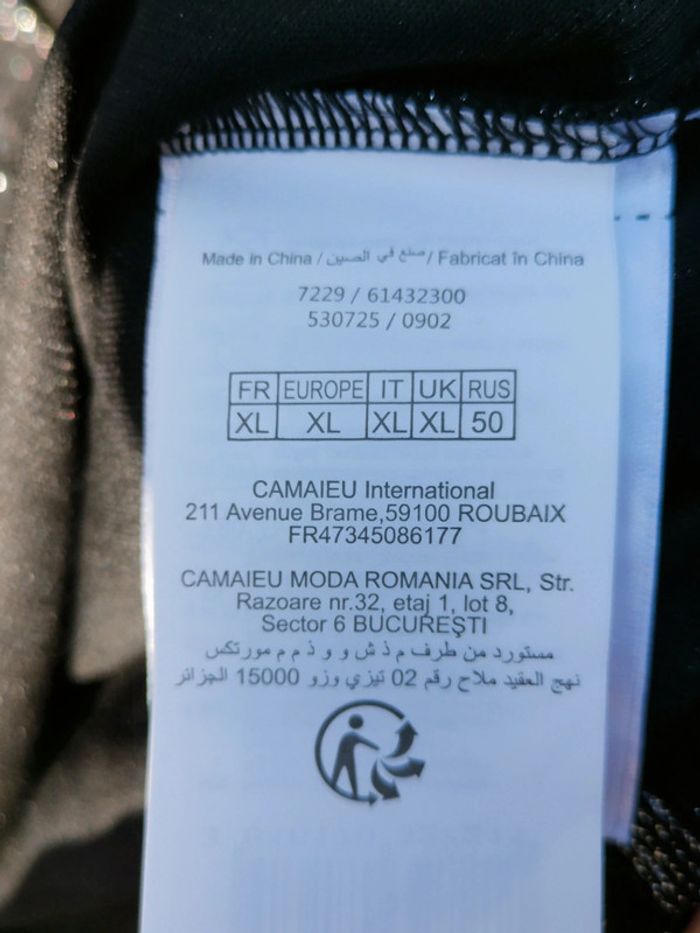 Made in China / صنع في الصين / Fabricat în China
7229 / 61432300
530725 / 0902
FR EUROPE IT UK RUS
XL XL XL XL 50
CAMAIEU International
211 Avenue Brame,59100 ROUBAIX
FR47345086177
CAMAIEU MODA ROMANIA SRL, Str.
Razoare nr.32, etaj 1, lot 8,
Sector 6 BUCUREŞTI
مستورد من طرف م ذ ش و و ذ م م مورتكس
نهج العقيد ملاح رقم 02 تيزي وزو 15000 الجزائر